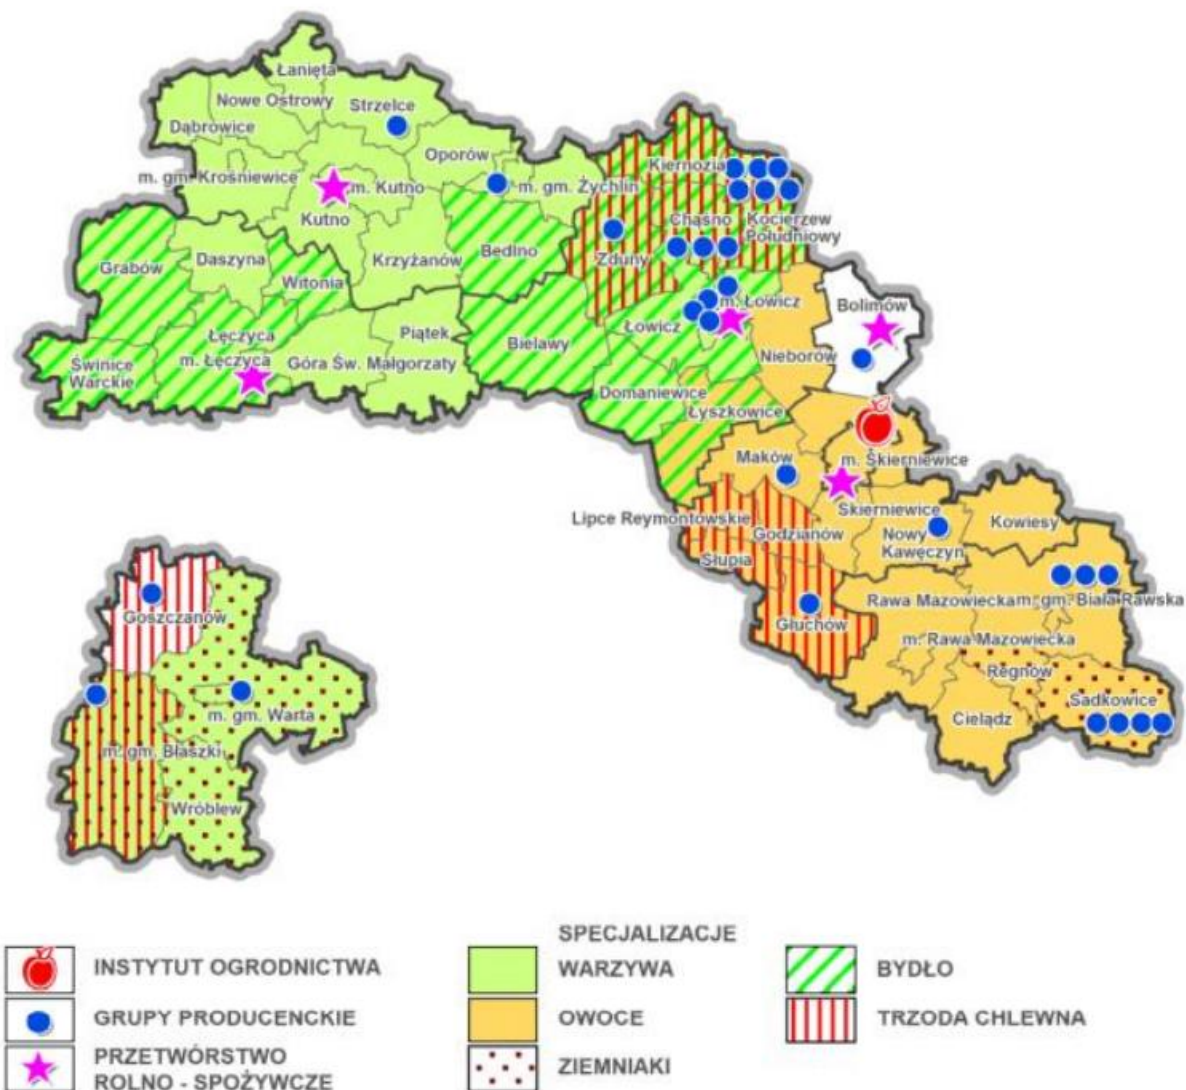 Łanięta
Nowe Ostrowy
Strzelce
Dąbrowice
Oporów
m. gm. Krośniewice
m. Kutno
m. gm. Żychlin
Kiernozia
Kutno
Chąśno
Kocierzew
Południowy
Grabów
Daszyna
Krzyżanów
Bedlno
Zduny
Witonia
m. Łowicz
Bolimów
Łęczyca
Piątek
Bielawy
Łowicz
Nieborów
Świnice
Warckie
m. Łęczyca
Góra Św. Małgorzaty
Domaniewice
Łyszkowice
Maków
m. Skierniewice
Skierniewice
Lipce Reymontowskie
Godzianów
Nowy
Kawęczyn
Kowiesy
Słupia
Rawa Mazowiecka
m. gm. Biała Rawska
Głuchów
m. Rawa Mazowiecka
Regnów
Sadkowice
Cielądz
Goszczanów
m. gm. Warta
m. gm. Błaszki
Wróblew
INSTYTUT OGRODNICTWA
GRUPY PRODUCENCKIE
PRZETWÓRSTWO
ROLNO - SPOŻYWCZE
SPECJALIZACJE
WARZYWA
OWOCE
ZIEMNIAKI
BYDŁO
TRZODA CHLEWNA